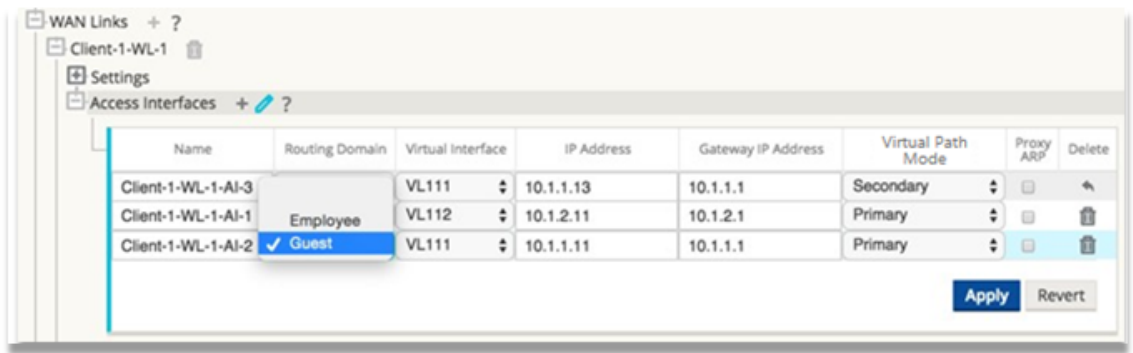 WAN Links + ?
Client-1-WL-1
Settings
Access Interfaces + ?
Name Routing Domain Virtual Interface IP Address Gateway IP Address Virtual Path Mode Proxy ARP Delete
Client-1-WL-1-AI-3 VL111 10.1.1.13 10.1.1.1 Secondary
Client-1-WL-1-AI-1 Employee VL112 10.1.2.11 10.1.2.1 Primary
Client-1-WL-1-AI-2 ✓ Guest VL111 10.1.1.11 10.1.1.1 Primary
Apply Revert